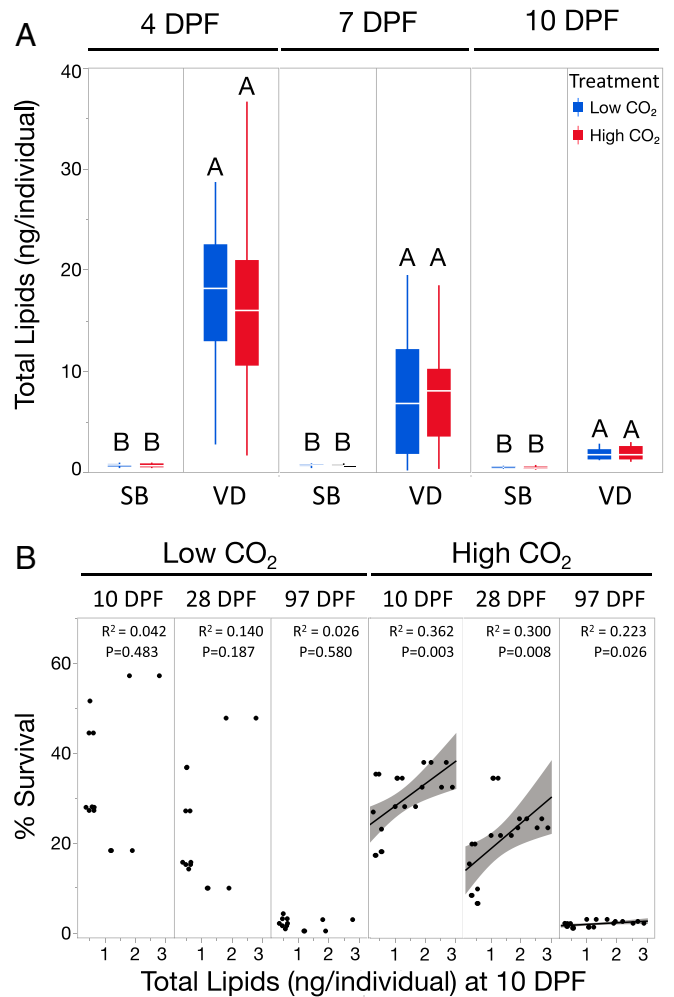 A
4 DPF 7 DPF 10 DPF
Treatment
Low CO₂
High CO₂
Total Lipids (ng/individual)
40
30
20
10
0
A A A A A A
B B B B B B
SB VD SB VD SB VD
B
Low CO₂ High CO₂
10 DPF 28 DPF 97 DPF 10 DPF 28 DPF 97 DPF
R² = 0.042 R² = 0.140 R² = 0.026 R² = 0.362 R² = 0.300 R² = 0.223
P=0.483 P=0.187 P=0.580 P=0.003 P=0.008 P=0.026
% Survival
60
40
20
0
1 2 3 1 2 3 1 2 3 1 2 3 1 2 3 1 2 3
Total Lipids (ng/individual) at 10 DPF